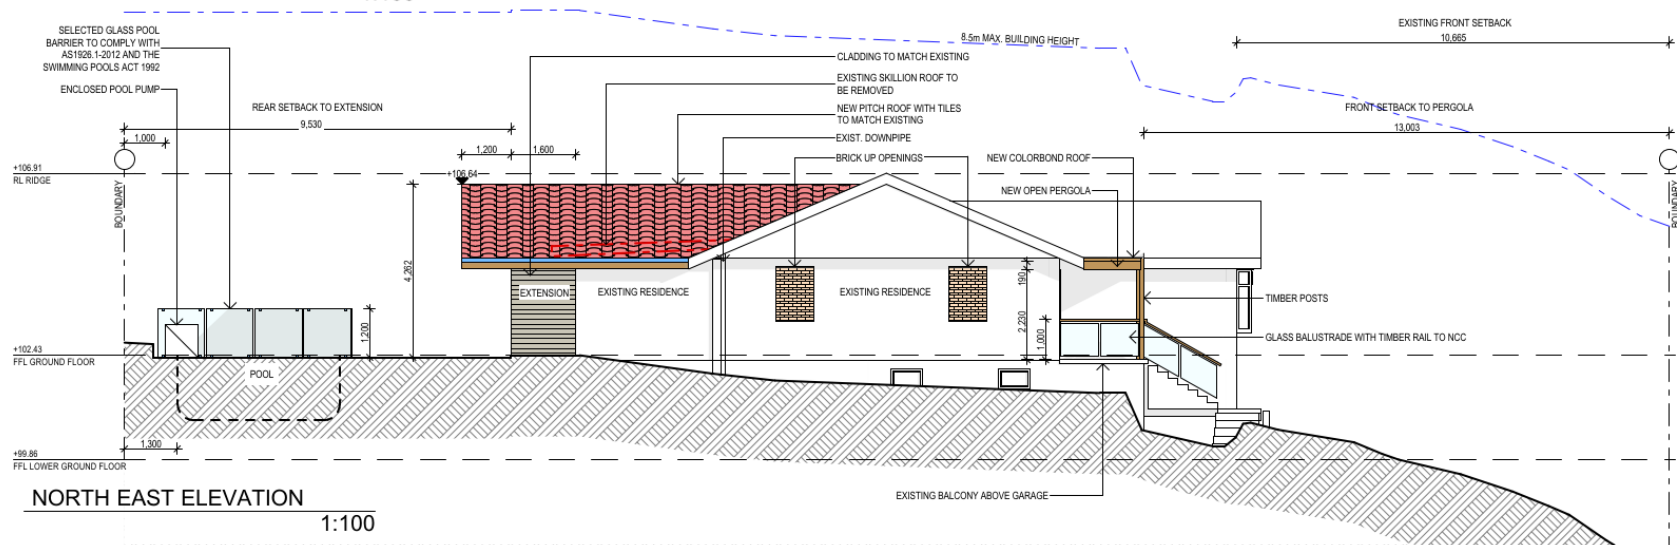 SELECTED GLASS POOL
BARRIER TO COMPLY WITH
AS1926.1-2012 AND THE
SWIMMING POOLS ACT 1992
ENCLOSED POOL PUMP
REAR SETBACK TO EXTENSION
9,530
1,000
1,200
1,600
+106.91
RL RIDGE
+106.64
BOUNDARY
4,262
1,200
CLADDING TO MATCH EXISTING
EXISTING SKILLION ROOF TO
BE REMOVED
NEW PITCH ROOF WITH TILES
TO MATCH EXISTING
EXIST. DOWNPIPE
BRICK UP OPENINGS
NEW COLORBOND ROOF
NEW OPEN PERGOLA
8.5m MAX. BUILDING HEIGHT
EXISTING FRONT SETBACK
10,665
FRONT SETBACK TO PERGOLA
13,003
BOUNDARY
EXTENSION
EXISTING RESIDENCE
EXISTING RESIDENCE
190
2,230
1,000
TIMBER POSTS
GLASS BALUSTRADE WITH TIMBER RAIL TO NCC
+102.43
FFL GROUND FLOOR
POOL
1,300
+99.86
FFL LOWER GROUND FLOOR
EXISTING BALCONY ABOVE GARAGE
NORTH EAST ELEVATION
1:100